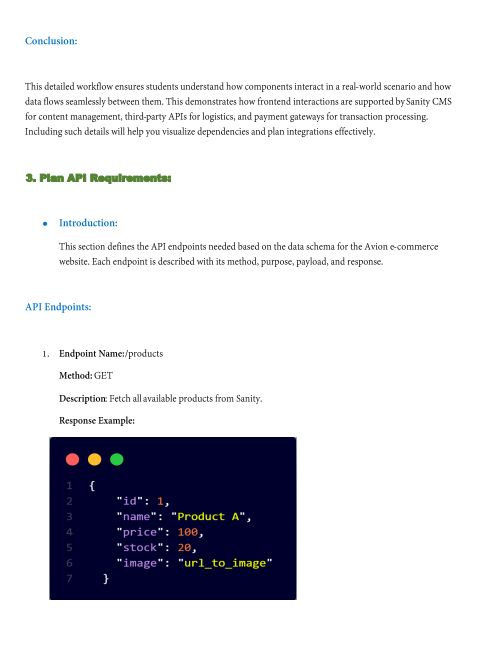 Conclusion:
This detailed workflow ensures students understand how components interact in a real-world scenario and how
data flows seamlessly between them. This demonstrates how frontend interactions are supported by Sanity CMS
for content management, third-party APIs for logistics, and payment gateways for transaction processing.
Including such details will help you visualize dependencies and plan integrations effectively.
3. Plan API Requirements:
● Introduction:
This section defines the API endpoints needed based on the data schema for the Avion e-commerce
website. Each endpoint is described with its method, purpose, payload, and response.
API Endpoints:
1. Endpoint Name:/products
Method: GET
Description: Fetch all available products from Sanity.
Response Example:
1 {
2 "id": 1,
3 "name": "Product A",
4 "price": 100,
5 "stock": 20,
6 "image": "url_to_image"
7 }